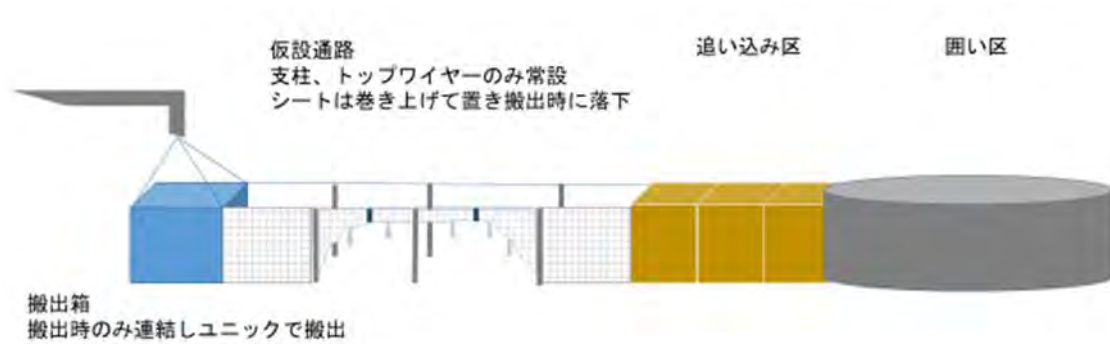 仮設通路
支柱、トップワイヤーのみ常設
シートは巻き上げて置き搬出時に落下
追い込み区
囲い区
搬出箱
搬出時のみ連結しユニックで搬出